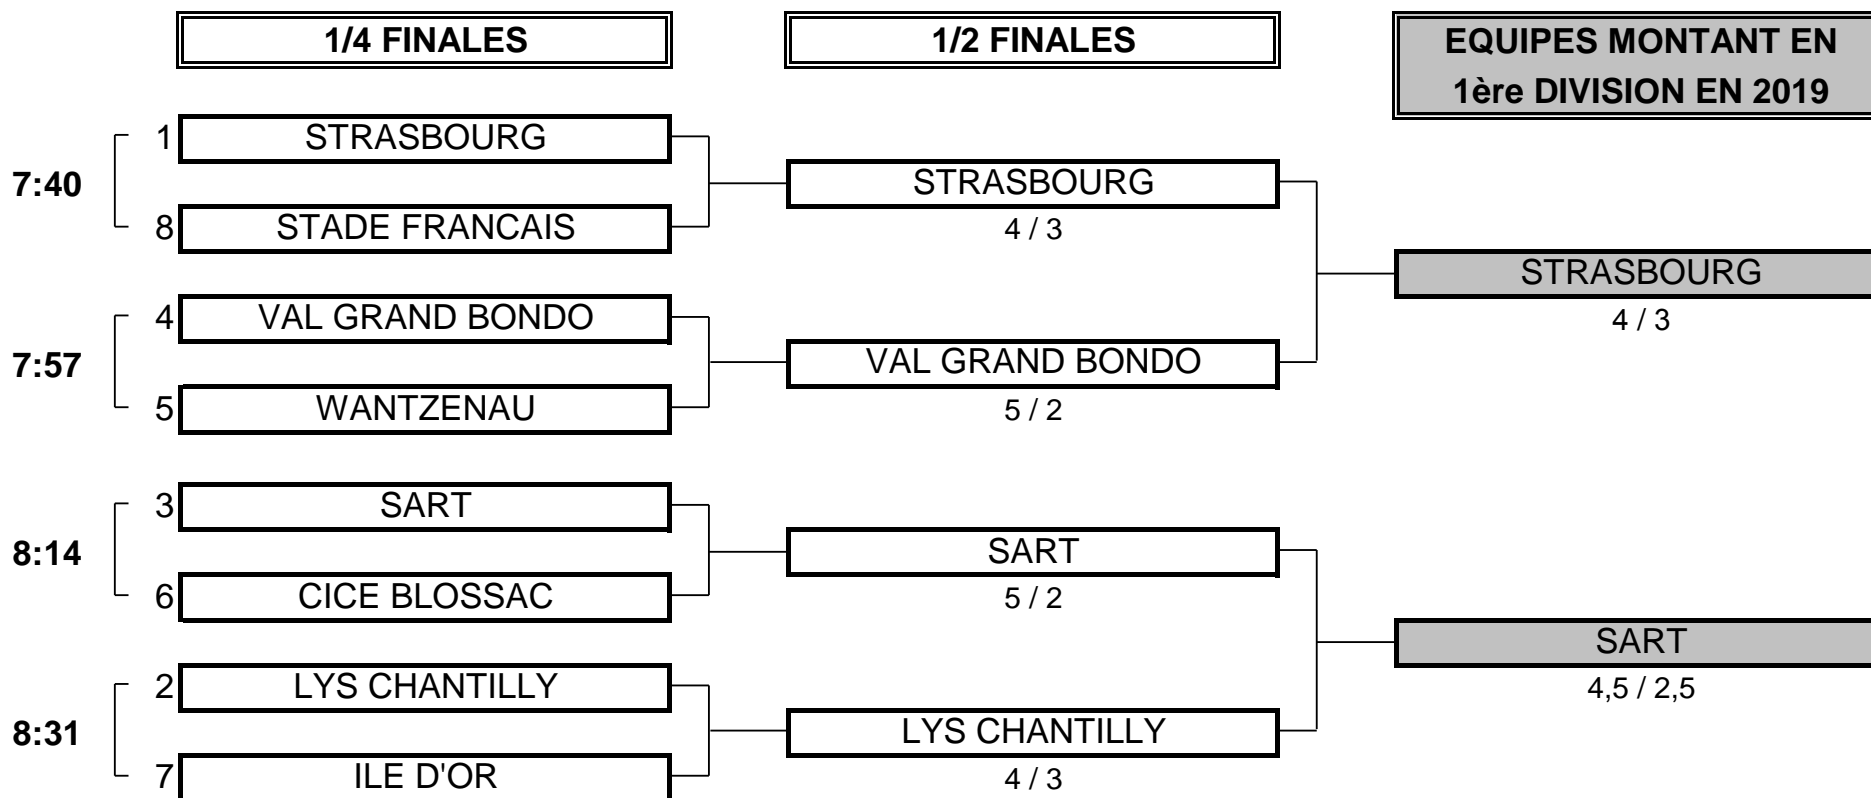 1/4 FINALES
1/2 FINALES
EQUIPES MONTANT EN
1ère DIVISION EN 2019
7:40
1 STRASBOURG
8 STADE FRANCAIS
STRASBOURG
4 / 3
7:57
4 VAL GRAND BONDO
5 WANTZENAU
VAL GRAND BONDO
5 / 2
STRASBOURG
4 / 3
8:14
3 SART
6 CICE BLOSSAC
SART
5 / 2
8:31
2 LYS CHANTILLY
7 ILE D'OR
LYS CHANTILLY
4 / 3
SART
4,5 / 2,5